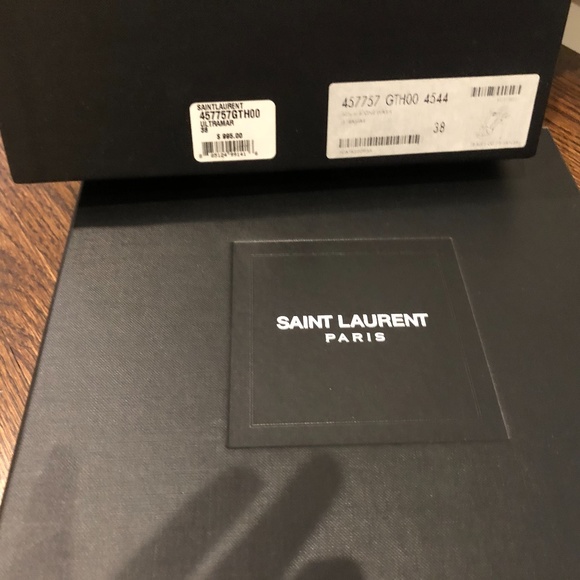 SAINTLAURENT
457757GTH00
ULTRAMAR
38
$ 995.00
457757 GTH00 4544
38
SAINT LAURENT
PARIS